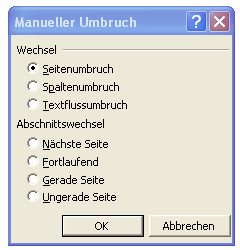 Manueller Umbruch
Wechsel
Seitenumbruch
Spaltenumbruch
Textflussumbruch
Abschnittswechsel
Nächste Seite
Fortlaufend
Gerade Seite
Ungerade Seite
OK Abbrechen